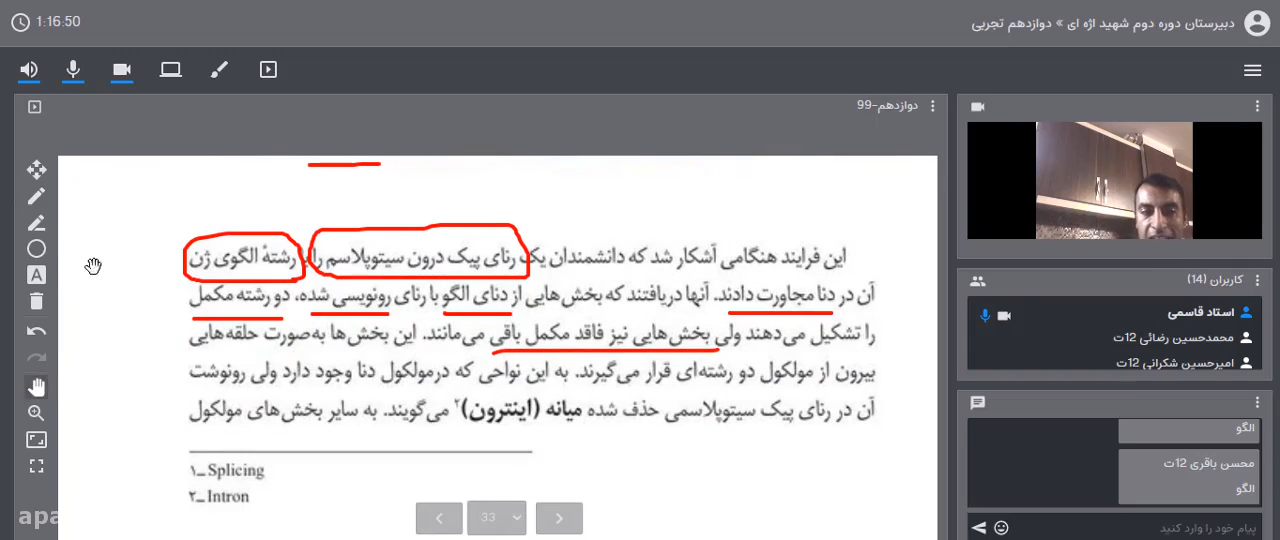 1:16:50
دبیرستان دوره دوم شهید اژه ای » دوازدهم تجربی
دوازدهم-99
این فرایند هنگامی آشکار شد که دانشمندان یک رنای پیک درون سیتوپلاسم را با رشتهٔ الگوی ژن
آن در دنا مجاورت دادند. آنها دریافتند که بخش‌هایی از دنای الگو با رنای رونویسی شده، دو رشته مکمل
را تشکیل می‌دهند ولی بخش‌هایی نیز فاقد مکمل باقی می‌مانند. این بخش‌ها به‌صورت حلقه‌هایی
بیرون از مولکول دو رشته‌ای قرار می‌گیرند. به این نواحی که درمولکول دنا وجود دارد ولی رونوشت
آن در رنای پیک سیتوپلاسمی حذف شده میانه (اینترون)۲ می‌گویند. به سایر بخش‌های مولکول
۱ــ Splicing
۲ــ Intron
33
apa
کاربران (14)
استاد قاسمی
محمدحسین رضائی 12ت
امیرحسین شکرانی 12ت
الگو
محسن باقری 12ت
الگو
پیام خود را وارد کنید